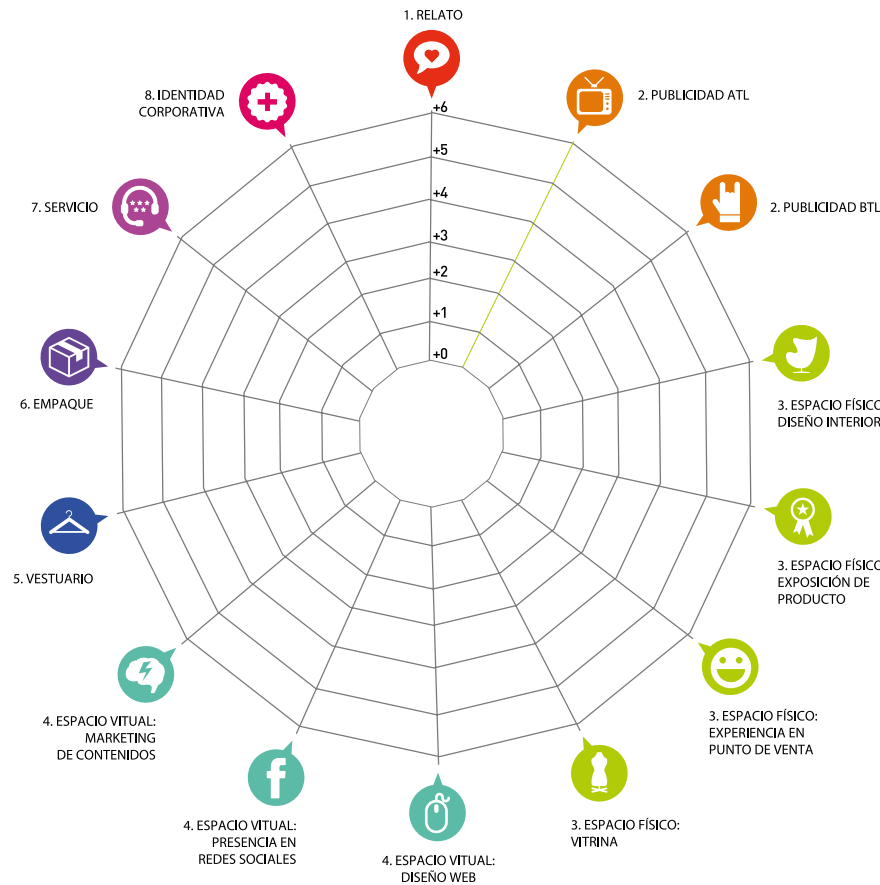 1. RELATO
2. PUBLICIDAD ATL
2. PUBLICIDAD BTL
3. ESPACIO FÍSICO
DISEÑO INTERIOR
3. ESPACIO FÍSICO
EXPOSICIÓN DE
PRODUCTO
3. ESPACIO FÍSICO:
EXPERIENCIA EN
PUNTO DE VENTA
3. ESPACIO FÍSICO:
VITRINA
4. ESPACIO VITUAL:
DISEÑO WEB
4. ESPACIO VITUAL:
PRESENCIA EN
REDES SOCIALES
4. ESPACIO VITUAL:
MARKETING
DE CONTENIDOS
5. VESTUARIO
6. EMPAQUE
7. SERVICIO
8. IDENTIDAD
CORPORATIVA
+6
+5
+4
+3
+2
+1
+0